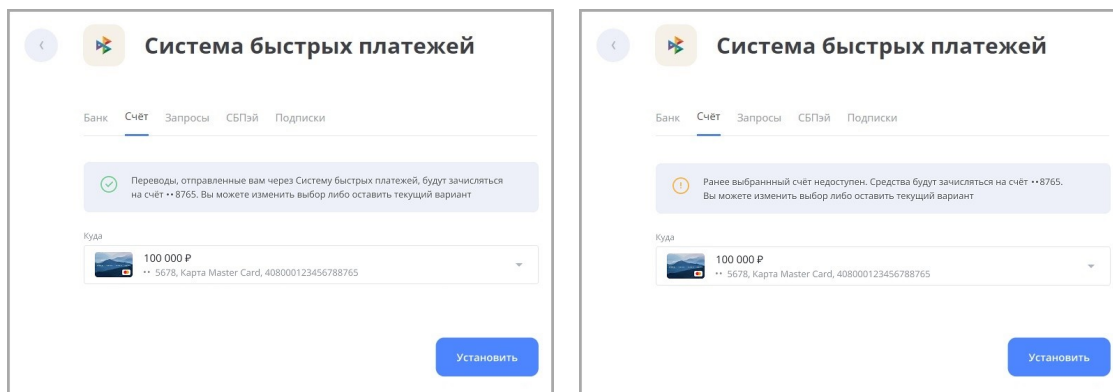 Система быстрых платежей
Банк Счёт Запросы СБПэй Подписки
Переводы, отправленные вам через Систему быстрых платежей, будут зачисляться
на счёт •• 8765. Вы можете изменить выбор либо оставить текущий вариант
Куда
100 000 ₽
•• 5678, Карта Master Card, 408000123456788765
Установить
Система быстрых платежей
Банк Счёт Запросы СБПэй Подписки
Ранее выбраннный счёт недоступен. Средства будут зачисляться на счёт •• 8765.
Вы можете изменить выбор либо оставить текущий вариант
Куда
100 000 ₽
•• 5678, Карта Master Card, 408000123456788765
Установить